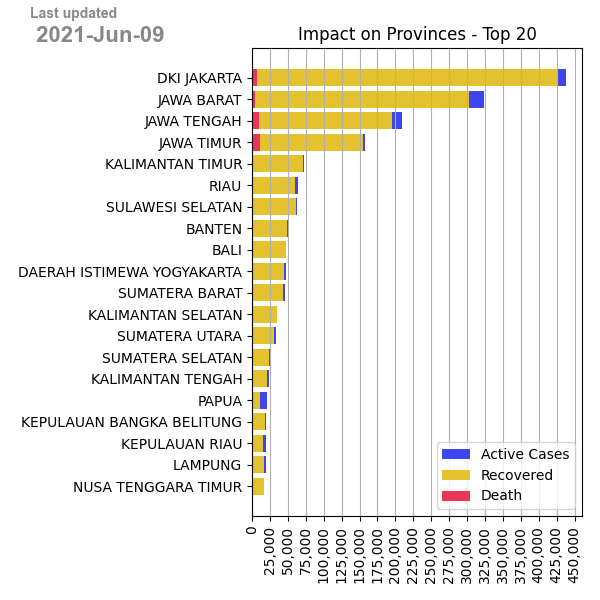 Last updated
2021-Jun-09
Impact on Provinces - Top 20
DKI JAKARTA
JAWA BARAT
JAWA TENGAH
JAWA TIMUR
KALIMANTAN TIMUR
RIAU
SULAWESI SELATAN
BANTEN
BALI
DAERAH ISTIMEWA YOGYAKARTA
SUMATERA BARAT
KALIMANTAN SELATAN
SUMATERA UTARA
SUMATERA SELATAN
KALIMANTAN TENGAH
PAPUA
KEPULAUAN BANGKA BELITUNG
KEPULAUAN RIAU
LAMPUNG
NUSA TENGGARA TIMUR
Active Cases
Recovered
Death
0
25,000
50,000
75,000
100,000
125,000
150,000
175,000
200,000
225,000
250,000
275,000
300,000
325,000
350,000
375,000
400,000
425,000
450,000